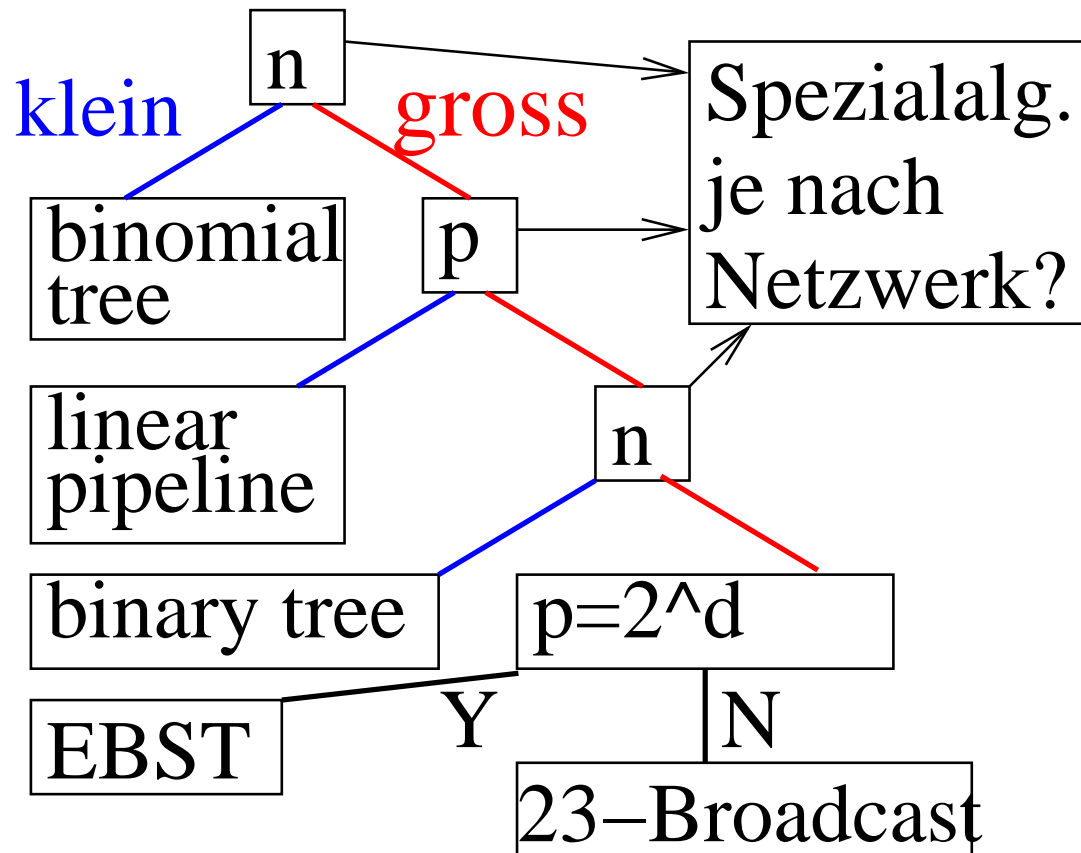 n
klein
gross
Spezialalg.
je nach
Netzwerk?
binomial
tree
p
linear
pipeline
n
binary tree
p=2^d
Y
N
EBST
23-Broadcast